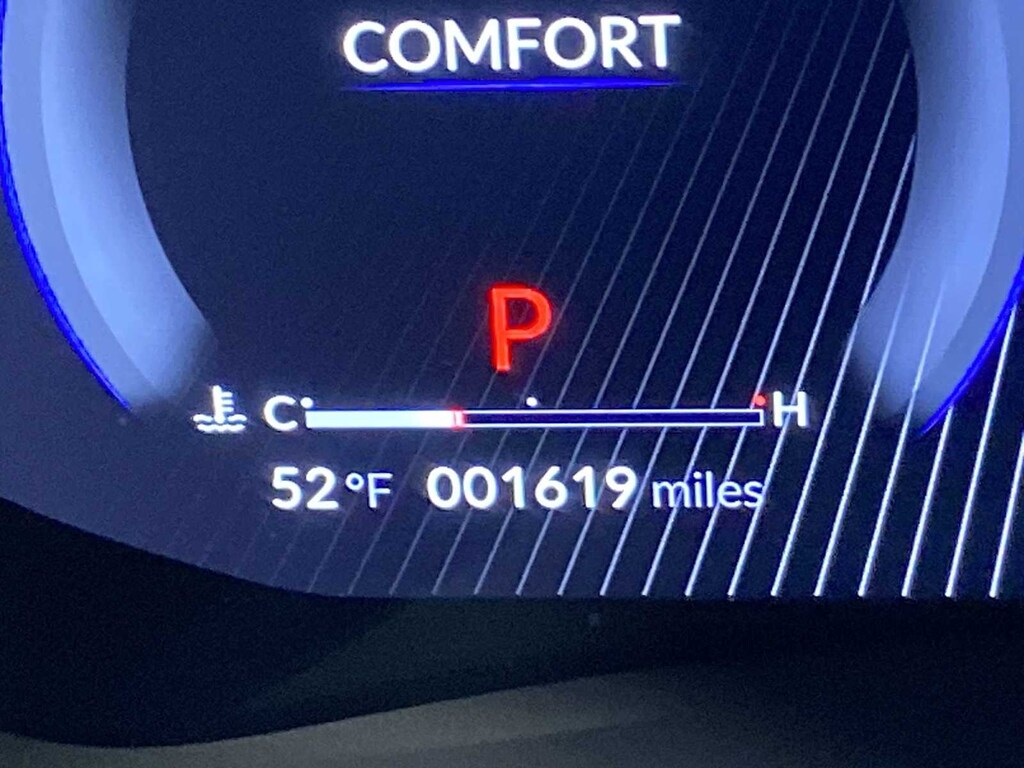 COMFORT
P
C H
52 °F 001619 miles